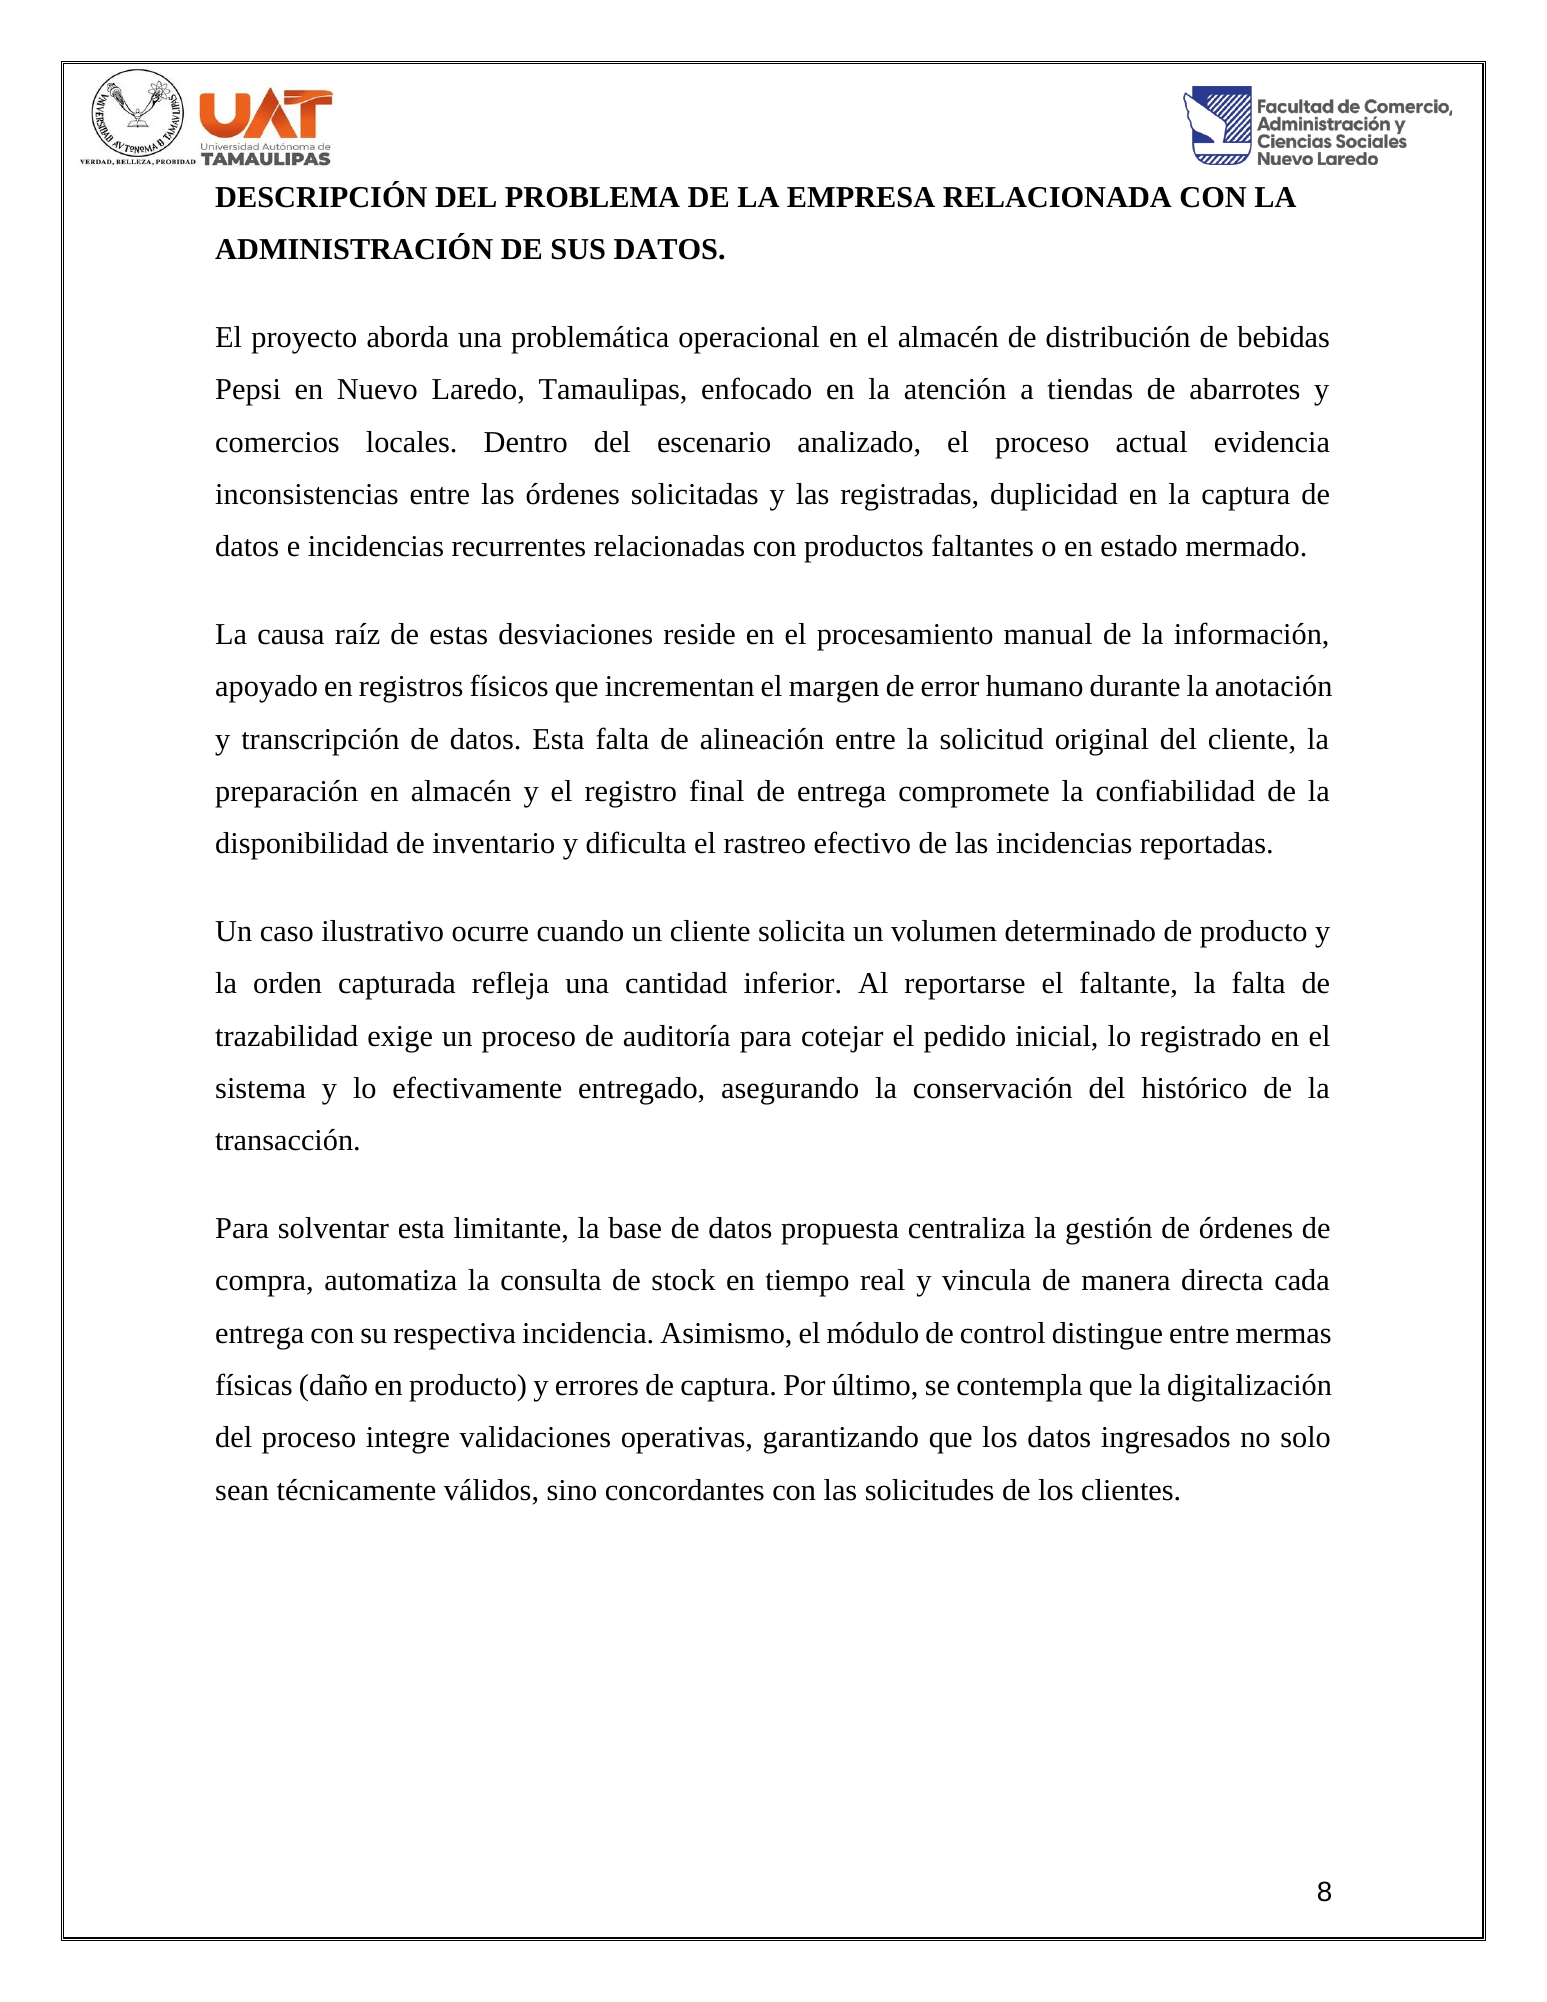 UNIVERSIDAD AVTONOMA D TAMAVLIPAS
VERDAD, BELLEZA, PROBIDAD
UAT
Universidad Autónoma de
TAMAULIPAS
Facultad de Comercio,
Administración y
Ciencias Sociales
Nuevo Laredo
DESCRIPCIÓN DEL PROBLEMA DE LA EMPRESA RELACIONADA CON LA
ADMINISTRACIÓN DE SUS DATOS.
El proyecto aborda una problemática operacional en el almacén de distribución de bebidas
Pepsi en Nuevo Laredo, Tamaulipas, enfocado en la atención a tiendas de abarrotes y
comercios locales. Dentro del escenario analizado, el proceso actual evidencia
inconsistencias entre las órdenes solicitadas y las registradas, duplicidad en la captura de
datos e incidencias recurrentes relacionadas con productos faltantes o en estado mermado.
La causa raíz de estas desviaciones reside en el procesamiento manual de la información,
apoyado en registros físicos que incrementan el margen de error humano durante la anotación
y transcripción de datos. Esta falta de alineación entre la solicitud original del cliente, la
preparación en almacén y el registro final de entrega compromete la confiabilidad de la
disponibilidad de inventario y dificulta el rastreo efectivo de las incidencias reportadas.
Un caso ilustrativo ocurre cuando un cliente solicita un volumen determinado de producto y
la orden capturada refleja una cantidad inferior. Al reportarse el faltante, la falta de
trazabilidad exige un proceso de auditoría para cotejar el pedido inicial, lo registrado en el
sistema y lo efectivamente entregado, asegurando la conservación del histórico de la
transacción.
Para solventar esta limitante, la base de datos propuesta centraliza la gestión de órdenes de
compra, automatiza la consulta de stock en tiempo real y vincula de manera directa cada
entrega con su respectiva incidencia. Asimismo, el módulo de control distingue entre mermas
físicas (daño en producto) y errores de captura. Por último, se contempla que la digitalización
del proceso integre validaciones operativas, garantizando que los datos ingresados no solo
sean técnicamente válidos, sino concordantes con las solicitudes de los clientes.
8